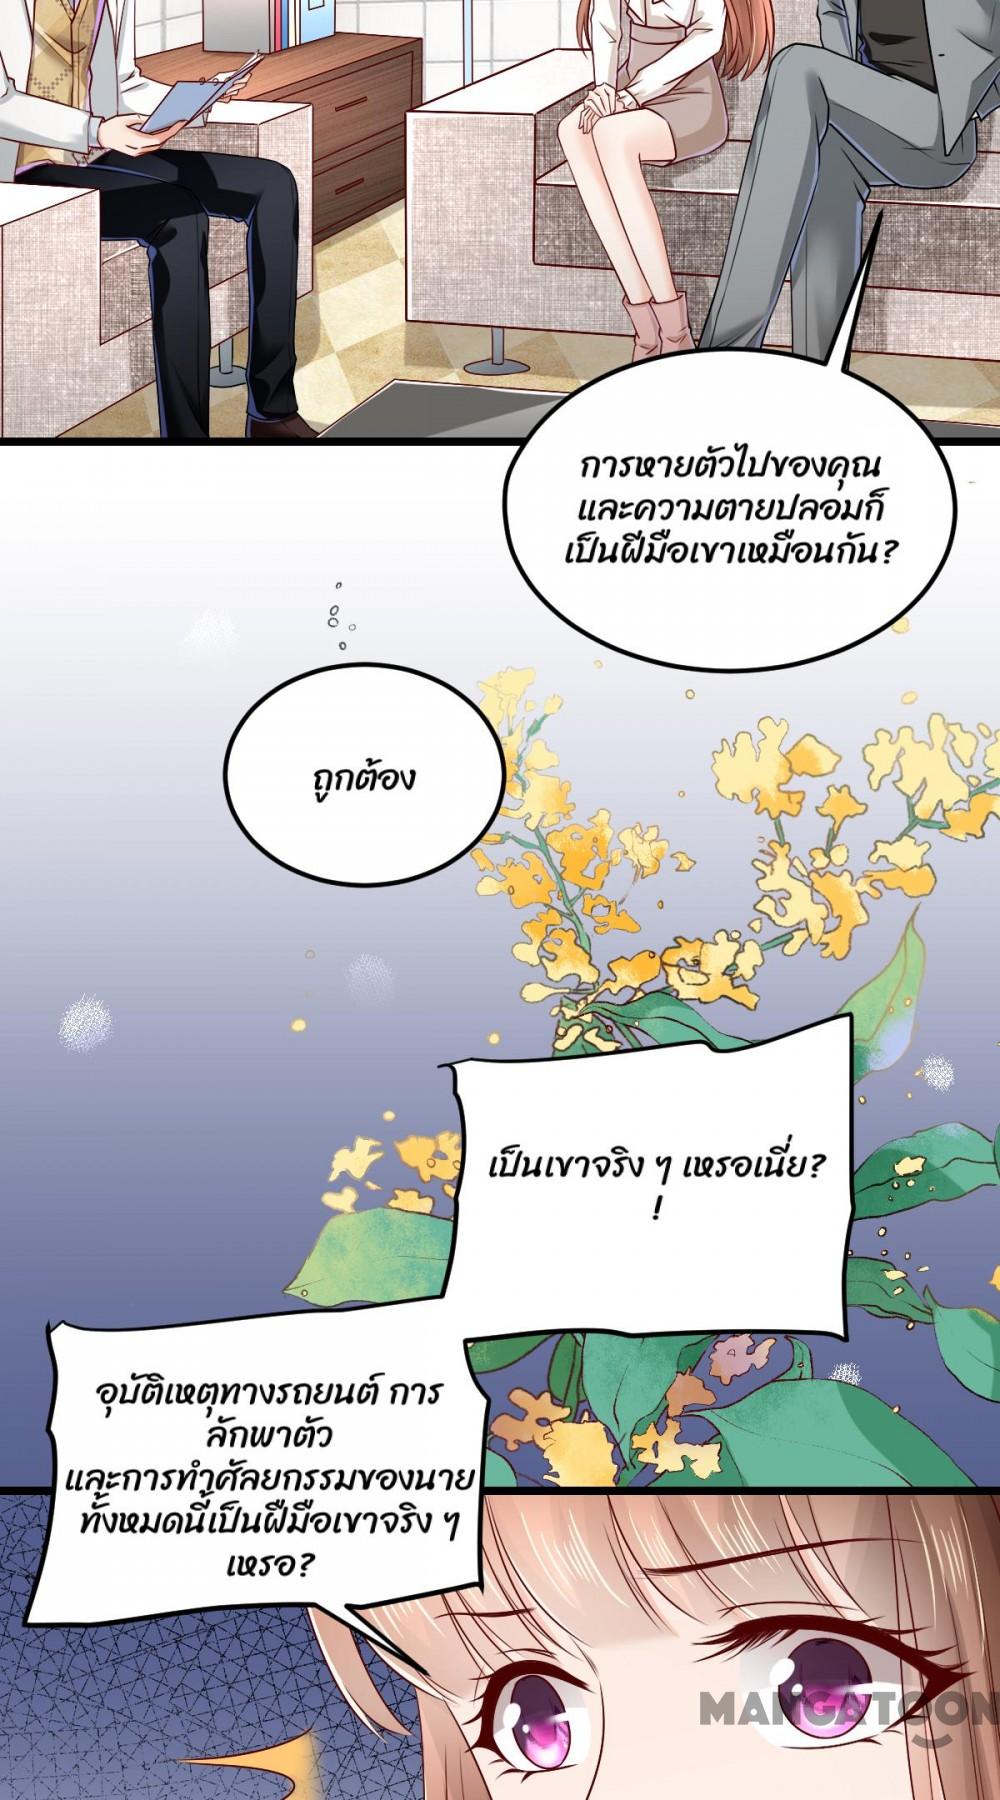 การหายตัวไปของคุณ
และความตายปลอมก็
เป็นฝีมือเขาเหมือนกัน?
ถูกต้อง
เป็นเขาจริง ๆ เหรอเนี่ย?
!
อุบัติเหตุทางรถยนต์ การ
ลักพาตัว
และการทำศัลยกรรมของนาย
ทั้งหมดนี้เป็นฝืมือเขาจริง ๆ
เหรอ?
MANGATOON